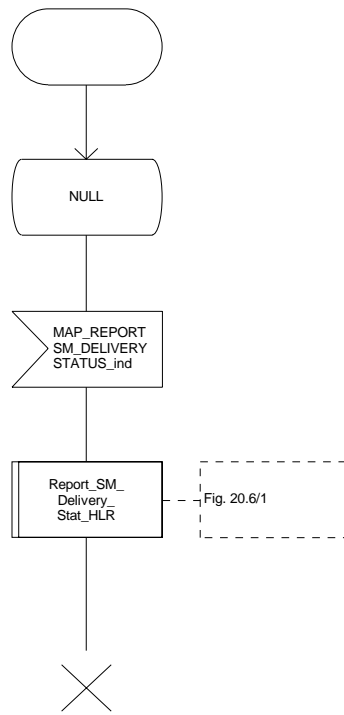 NULL
MAP_REPORT
SM_DELIVERY
STATUS_ind
Report_SM_
Delivery_
Stat_HLR
Fig. 20.6/1